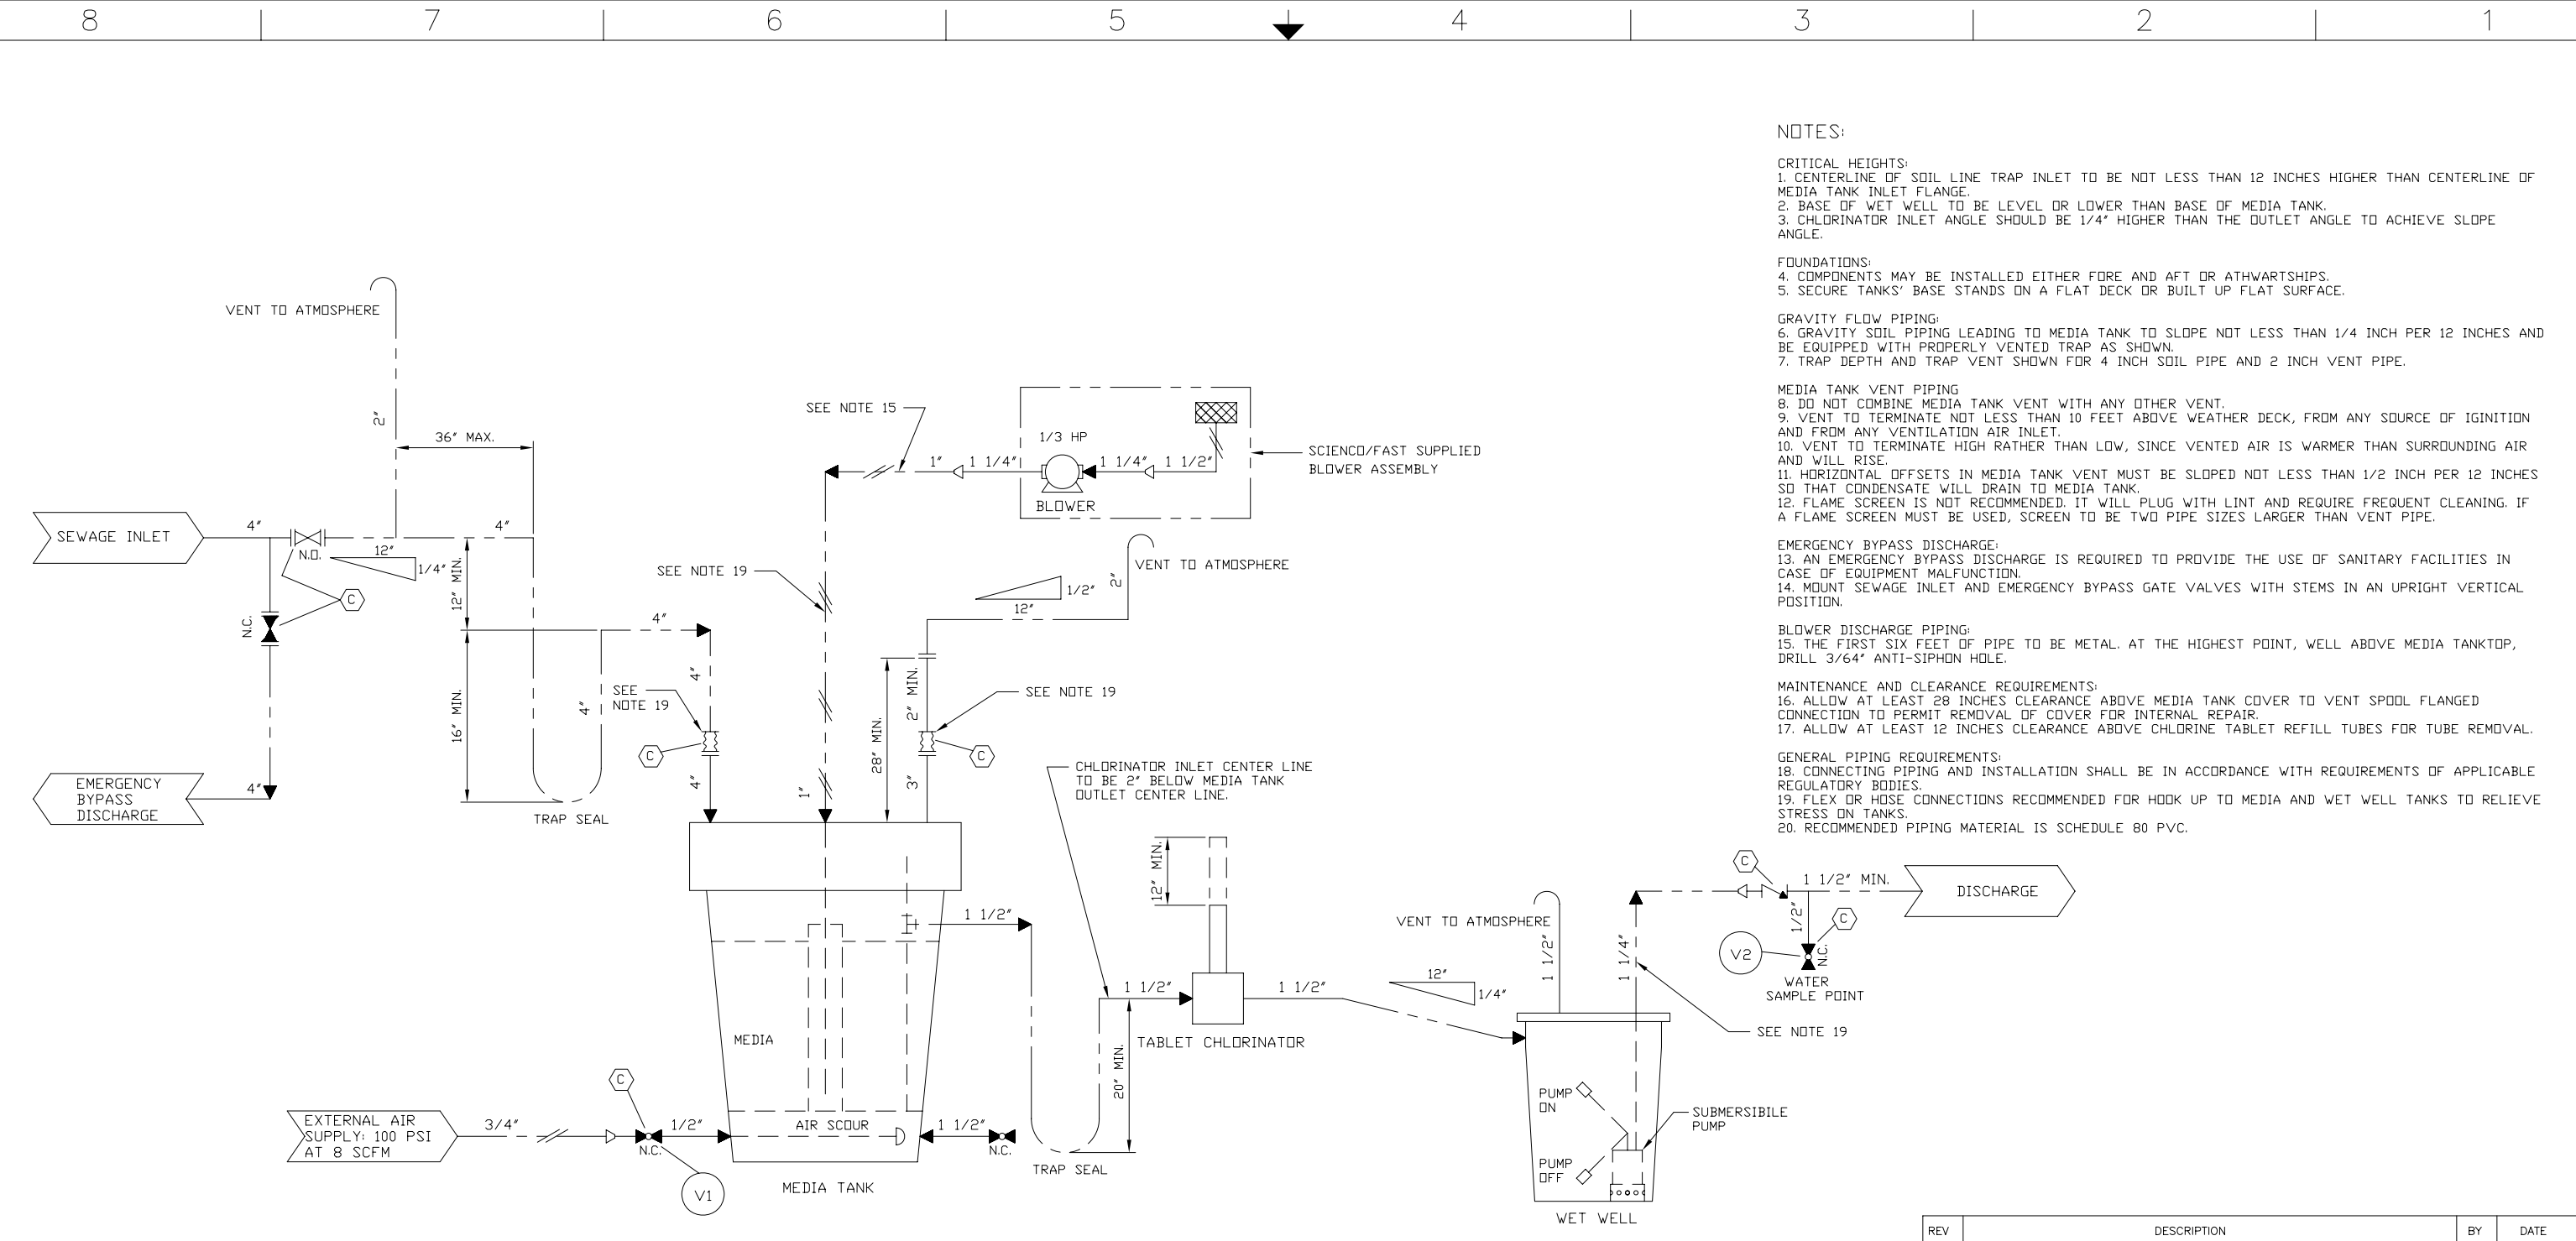 8 7 6 5 4 3 2 1
NOTES:
CRITICAL HEIGHTS:
1. CENTERLINE OF SOIL LINE TRAP INLET TO BE NOT LESS THAN 12 INCHES HIGHER THAN CENTERLINE OF
MEDIA TANK INLET FLANGE.
2. BASE OF WET WELL TO BE LEVEL OR LOWER THAN BASE OF MEDIA TANK.
3. CHLORINATOR INLET ANGLE SHOULD BE 1/4" HIGHER THAN THE OUTLET ANGLE TO ACHIEVE SLOPE
ANGLE.
FOUNDATIONS:
4. COMPONENTS MAY BE INSTALLED EITHER FORE AND AFT OR ATHWARTSHIPS.
5. SECURE TANKS' BASE STANDS ON A FLAT DECK OR BUILT UP FLAT SURFACE.
GRAVITY FLOW PIPING:
6. GRAVITY SOIL PIPING LEADING TO MEDIA TANK TO SLOPE NOT LESS THAN 1/4 INCH PER 12 INCHES AND
BE EQUIPPED WITH PROPERLY VENTED TRAP AS SHOWN.
7. TRAP DEPTH AND TRAP VENT SHOWN FOR 4 INCH SOIL PIPE AND 2 INCH VENT PIPE.
MEDIA TANK VENT PIPING
8. DO NOT COMBINE MEDIA TANK VENT WITH ANY OTHER VENT.
9. VENT TO TERMINATE NOT LESS THAN 10 FEET ABOVE WEATHER DECK, FROM ANY SOURCE OF IGNITION
AND FROM ANY VENTILATION AIR INLET.
10. VENT TO TERMINATE HIGH RATHER THAN LOW, SINCE VENTED AIR IS WARMER THAN SURROUNDING AIR
AND WILL RISE.
11. HORIZONTAL OFFSETS IN MEDIA TANK VENT MUST BE SLOPED NOT LESS THAN 1/2 INCH PER 12 INCHES
SO THAT CONDENSATE WILL DRAIN TO MEDIA TANK.
12. FLAME SCREEN IS NOT RECOMMENDED. IT WILL PLUG WITH LINT AND REQUIRE FREQUENT CLEANING. IF
A FLAME SCREEN MUST BE USED, SCREEN TO BE TWO PIPE SIZES LARGER THAN VENT PIPE.
EMERGENCY BYPASS DISCHARGE:
13. AN EMERGENCY BYPASS DISCHARGE IS REQUIRED TO PROVIDE THE USE OF SANITARY FACILITIES IN
CASE OF EQUIPMENT MALFUNCTION.
14. MOUNT SEWAGE INLET AND EMERGENCY BYPASS GATE VALVES WITH STEMS IN AN UPRIGHT VERTICAL
POSITION.
BLOWER DISCHARGE PIPING:
15. THE FIRST SIX FEET OF PIPE TO BE METAL. AT THE HIGHEST POINT, WELL ABOVE MEDIA TANKTOP,
DRILL 3/64" ANTI-SIPHON HOLE.
MAINTENANCE AND CLEARANCE REQUIREMENTS:
16. ALLOW AT LEAST 28 INCHES CLEARANCE ABOVE MEDIA TANK COVER TO VENT SPOOL FLANGED
CONNECTION TO PERMIT REMOVAL OF COVER FOR INTERNAL REPAIR.
17. ALLOW AT LEAST 12 INCHES CLEARANCE ABOVE CHLORINE TABLET REFILL TUBES FOR TUBE REMOVAL.
GENERAL PIPING REQUIREMENTS:
18. CONNECTING PIPING AND INSTALLATION SHALL BE IN ACCORDANCE WITH REQUIREMENTS OF APPLICABLE
REGULATORY BODIES.
19. FLEX OR HOSE CONNECTIONS RECOMMENDED FOR HOOK UP TO MEDIA AND WET WELL TANKS TO RELIEVE
STRESS ON TANKS.
20. RECOMMENDED PIPING MATERIAL IS SCHEDULE 80 PVC.
VENT TO ATMOSPHERE
2"
36" MAX.
SEWAGE INLET
4"
N.O.
12"
1/4"
4"
12" MIN.
C
N.C.
16" MIN.
4"
EMERGENCY
BYPASS
DISCHARGE
4"
TRAP SEAL
4"
4"
SEE
NOTE 19
C
4"
SEE NOTE 15
1" 1 1/4"
1/3 HP
BLOWER
1 1/4" 1 1/2"
SCIENCO/FAST SUPPLIED
BLOWER ASSEMBLY
SEE NOTE 19
1"
VENT TO ATMOSPHERE
2"
1/2"
12"
2" MIN.
28" MIN.
SEE NOTE 19
C
3"
CHLORINATOR INLET CENTER LINE
TO BE 2" BELOW MEDIA TANK
OUTLET CENTER LINE.
12" MIN.
1 1/2"
1 1/2"
20" MIN.
TRAP SEAL
TABLET CHLORINATOR
1 1/2"
12"
1/4"
MEDIA
AIR SCOUR
MEDIA TANK
EXTERNAL AIR
SUPPLY: 100 PSI
AT 8 SCFM
3/4"
C
N.C.
V1
1/2"
1 1/2"
N.C.
VENT TO ATMOSPHERE
1 1/2"
1 1/4"
C
1 1/2" MIN.
DISCHARGE
1/2"
C
V2
N.C.
WATER
SAMPLE POINT
SEE NOTE 19
PUMP
ON
PUMP
OFF
SUBMERSIBILE
PUMP
WET WELL
REV DESCRIPTION BY DATE